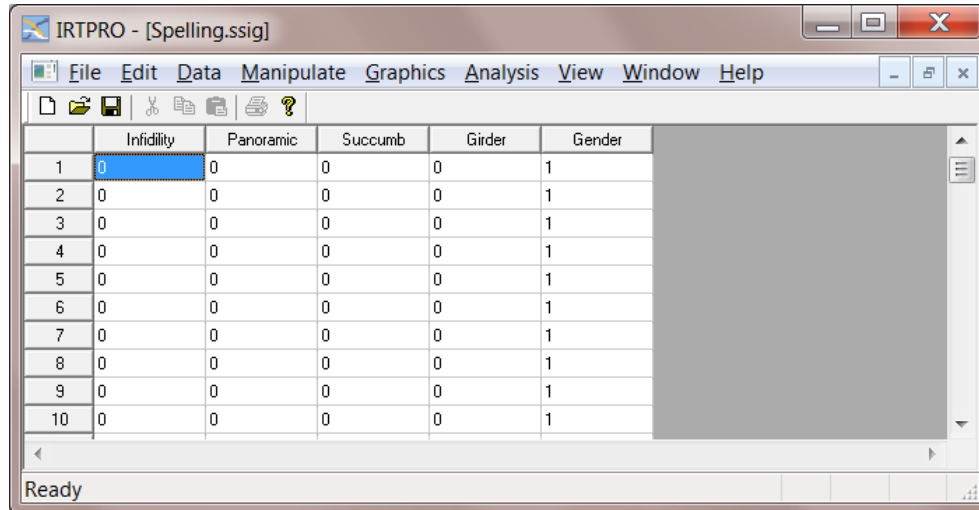 IRTPRO - [Spelling.ssig]
File Edit Data Manipulate Graphics Analysis View Window Help
Infidility Panoramic Succumb Girder Gender
1 0 0 0 0 1
2 0 0 0 0 1
3 0 0 0 0 1
4 0 0 0 0 1
5 0 0 0 0 1
6 0 0 0 0 1
7 0 0 0 0 1
8 0 0 0 0 1
9 0 0 0 0 1
10 0 0 0 0 1
Ready